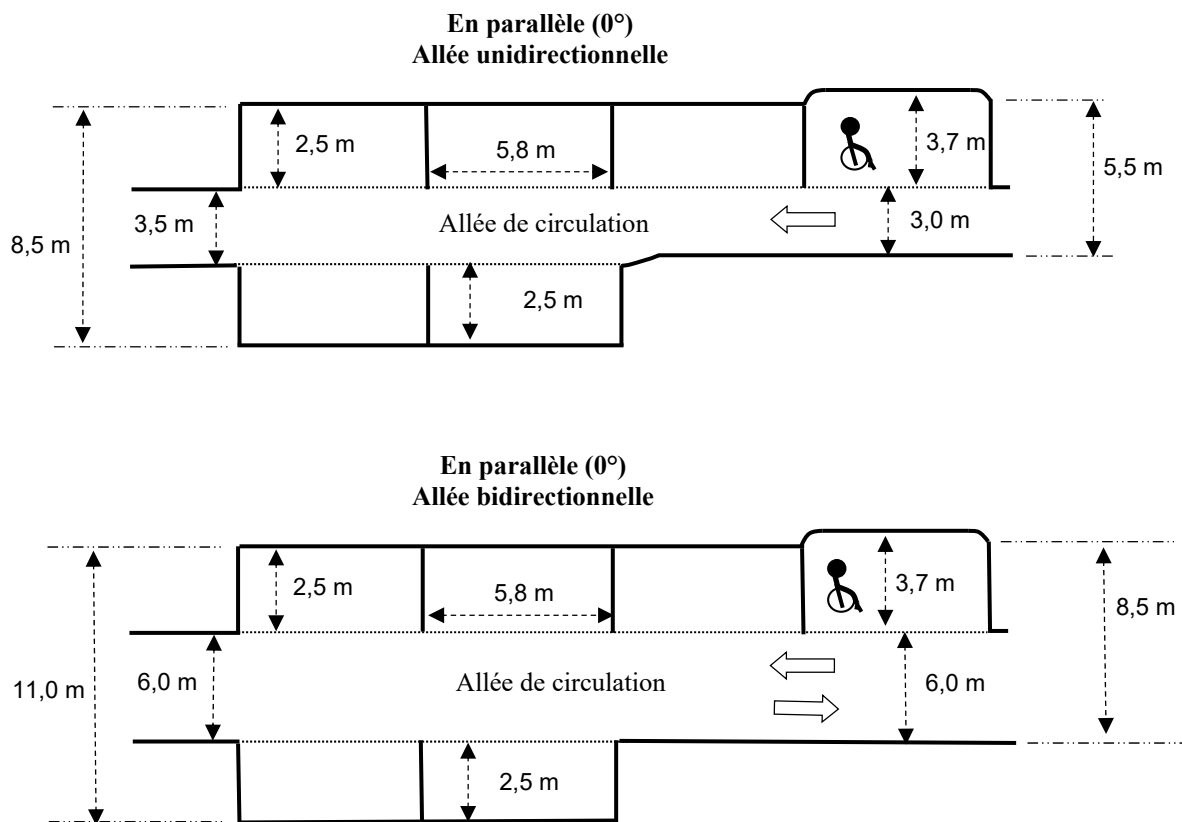 En parallèle (0°)
Allée unidirectionnelle
2,5 m
5,8 m
3,7 m
5,5 m
3,5 m
Allée de circulation
3,0 m
8,5 m
2,5 m
En parallèle (0°)
Allée bidirectionnelle
2,5 m
5,8 m
3,7 m
8,5 m
11,0 m
6,0 m
Allée de circulation
6,0 m
2,5 m